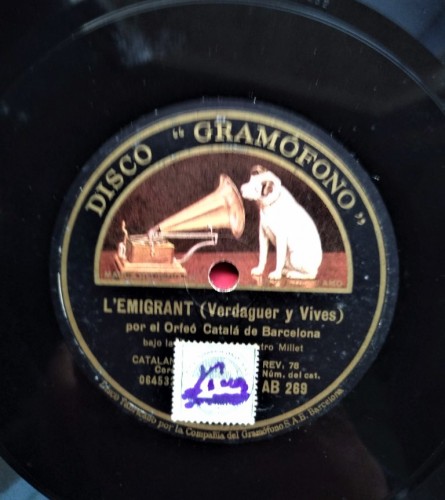 DISCO "GRAMÓFONO"
L'EMIGRANT (Verdaguer y Vives)
por el Orfeó Catalá de Barcelona
bajo la Millet
CATALAN REV. 78
Núm. del cat.
AB 269
Disco Fabricado por la Compañía del Gramófono S.A.E. Barcelona